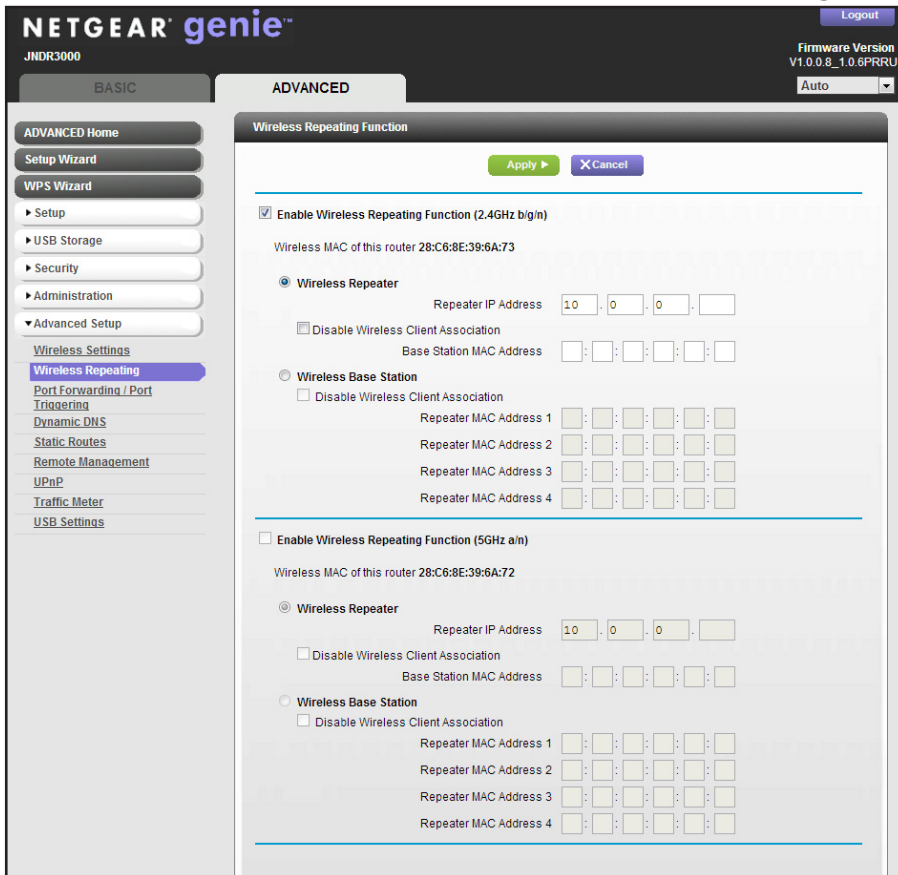 NETGEAR® genie™
Logout
JNDR3000
Firmware Version
V1.0.0.8_1.0.6PRRU
BASIC
ADVANCED
Auto
ADVANCED Home
Setup Wizard
WPS Wizard
Setup
USB Storage
Security
Administration
Advanced Setup
Wireless Settings
Wireless Repeating
Port Forwarding / Port
Triggering
Dynamic DNS
Static Routes
Remote Management
UPnP
Traffic Meter
USB Settings
Wireless Repeating Function
Apply
X Cancel
Enable Wireless Repeating Function (2.4GHz b/g/n)
Wireless MAC of this router 28:C6:8E:39:6A:73
Wireless Repeater
Repeater IP Address 10 . 0 . 0 .
Disable Wireless Client Association
Base Station MAC Address : : : : :
Wireless Base Station
Disable Wireless Client Association
Repeater MAC Address 1 : : : : :
Repeater MAC Address 2 : : : : :
Repeater MAC Address 3 : : : : :
Repeater MAC Address 4 : : : : :
Enable Wireless Repeating Function (5GHz a/n)
Wireless MAC of this router 28:C6:8E:39:6A:72
Wireless Repeater
Repeater IP Address 10 . 0 . 0 .
Disable Wireless Client Association
Base Station MAC Address : : : : :
Wireless Base Station
Disable Wireless Client Association
Repeater MAC Address 1 : : : : :
Repeater MAC Address 2 : : : : :
Repeater MAC Address 3 : : : : :
Repeater MAC Address 4 : : : : :